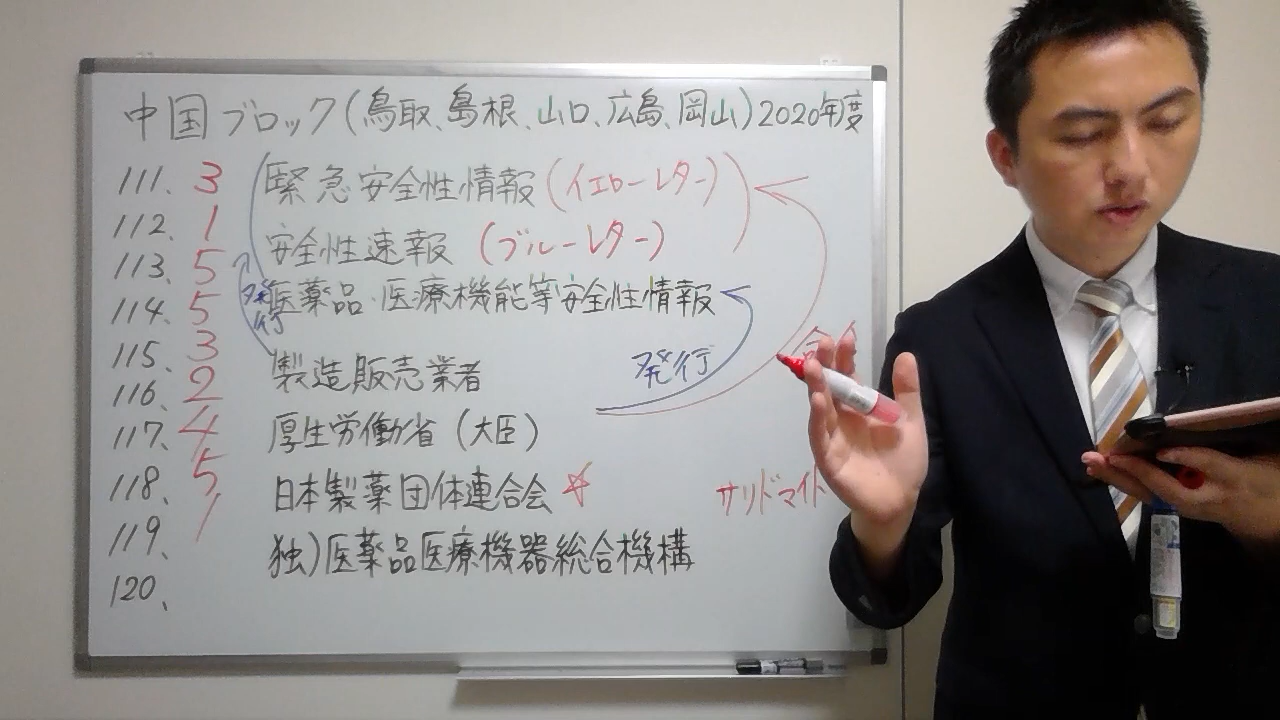 中国ブロック(鳥取、島根、山口、広島、岡山)2020年度
111、3
112、1
113、5
114、5
115、3
116、2
117、4
118、5
119、1
120、
緊急安全性情報(イエローレター)
安全性速報 (ブルーレター)
医薬品・医療機能等安全性情報
発行
製造販売業者
発行
厚生労働省(大臣)
日本製薬団体連合会☆
サリドマイド
独)医薬品医療機器総合機構